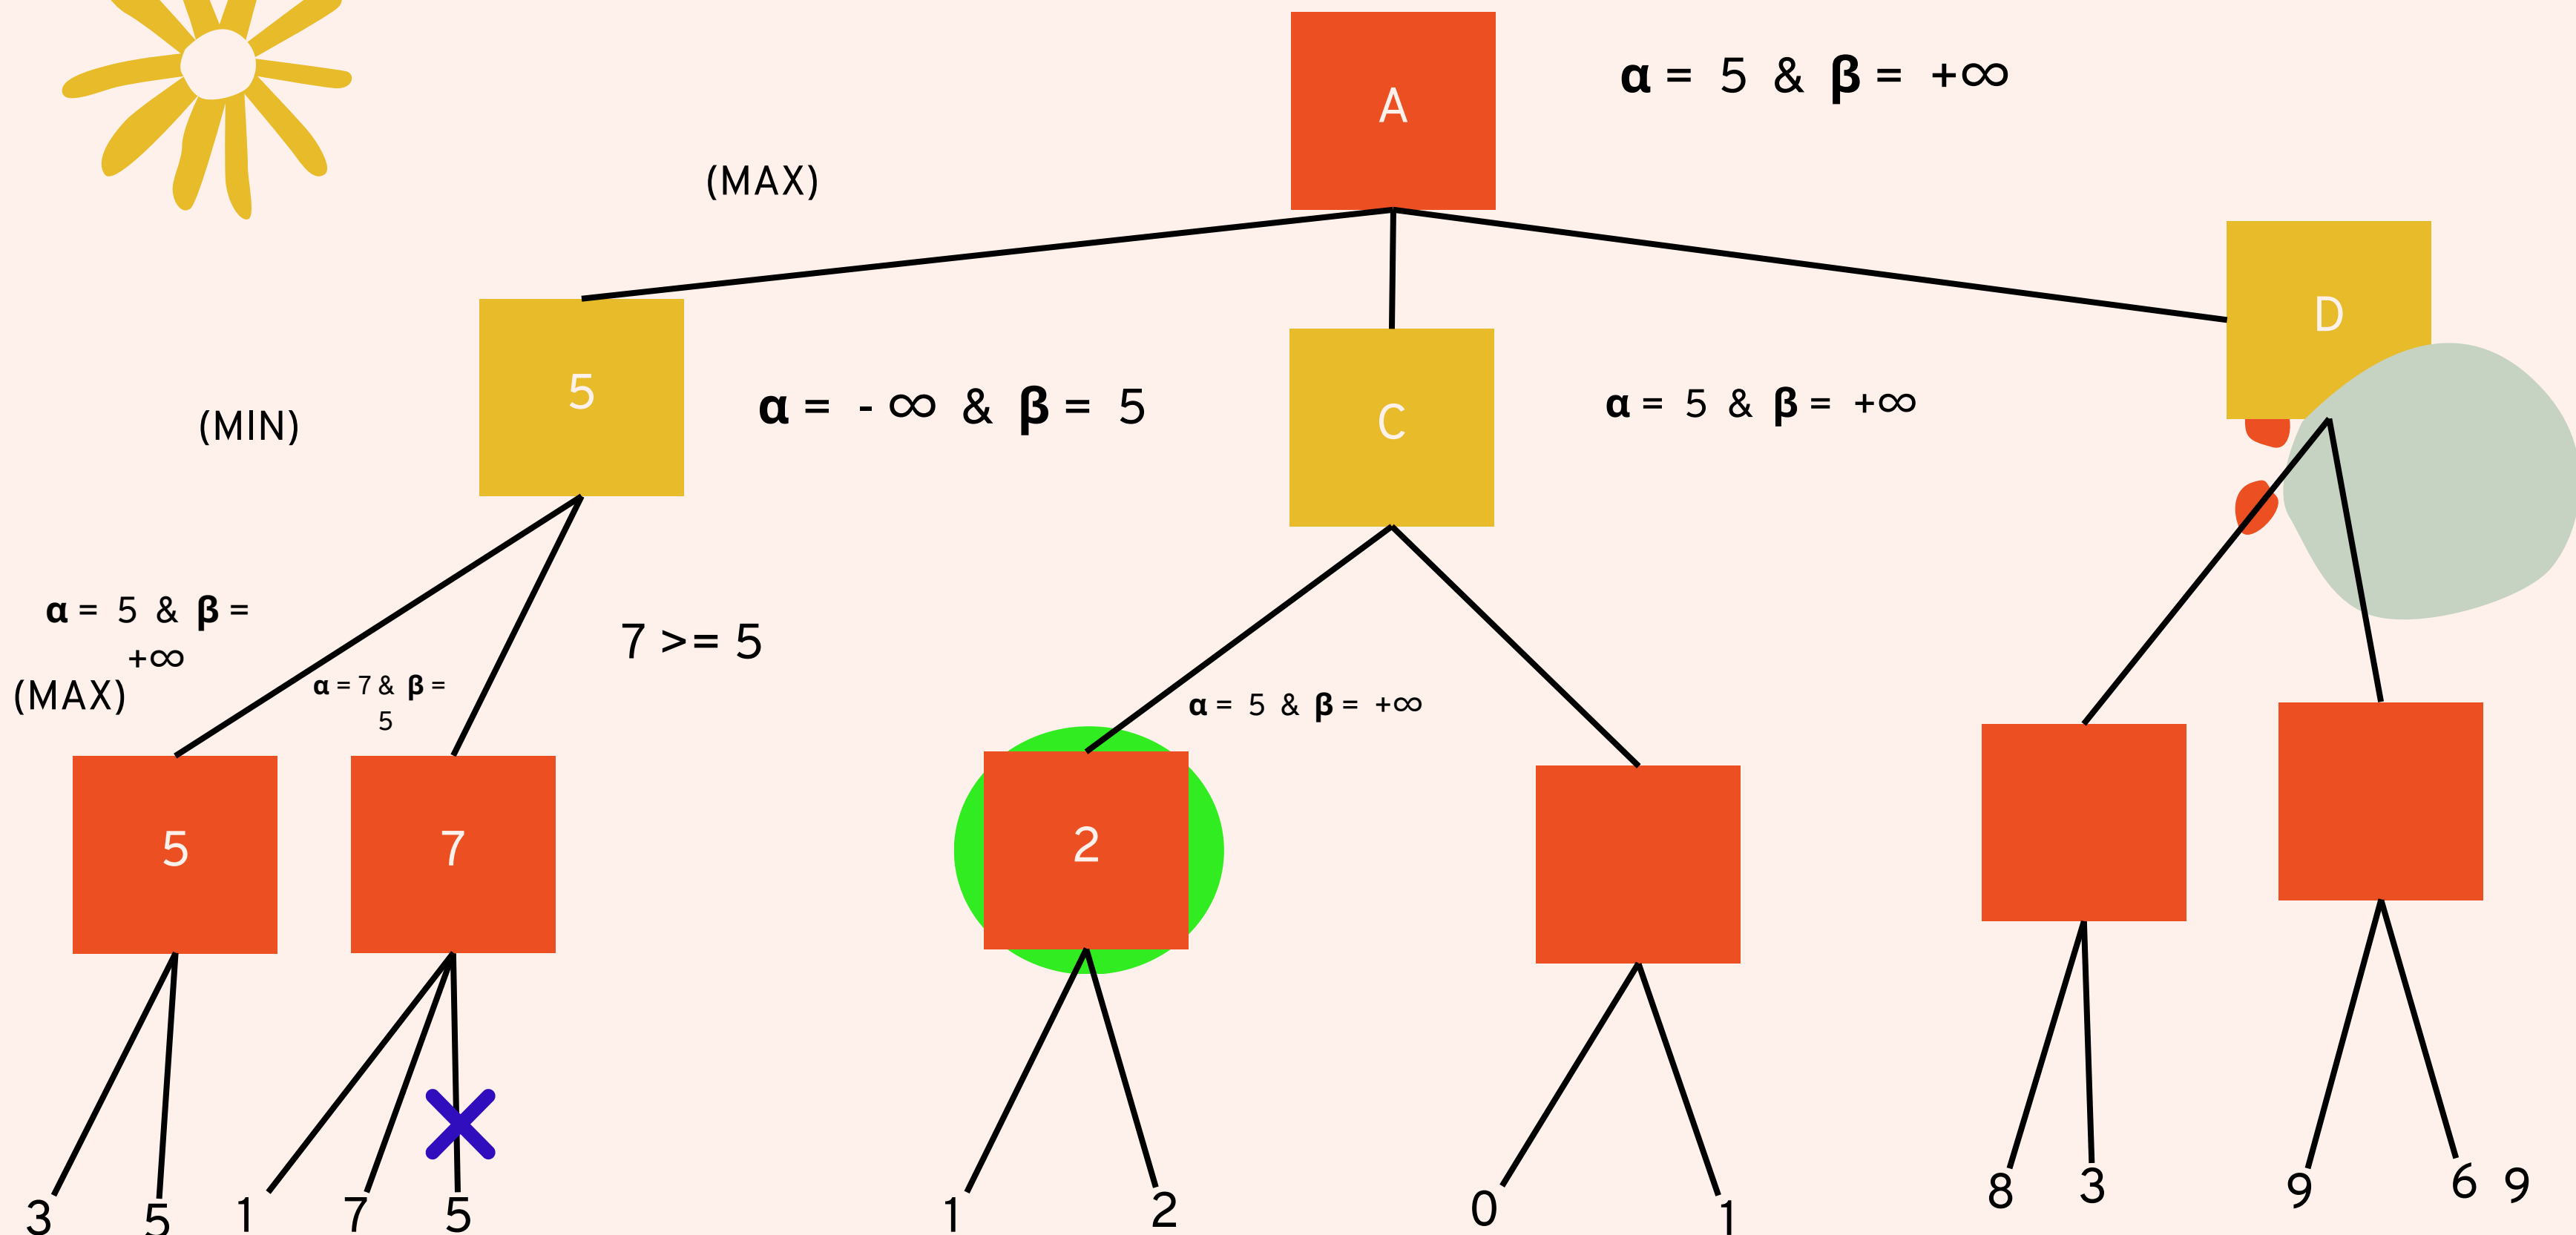 A
α = 5 & β = +∞
(MAX)
D
5
α = - ∞ & β = 5
C
α = 5 & β = +∞
(MIN)
α = 5 & β =
+∞
7 >= 5
(MAX)
α = 7 & β =
5
α = 5 & β = +∞
5
7
2
3 5 1 7 5 1 2 0 1 8 3 9 6 9